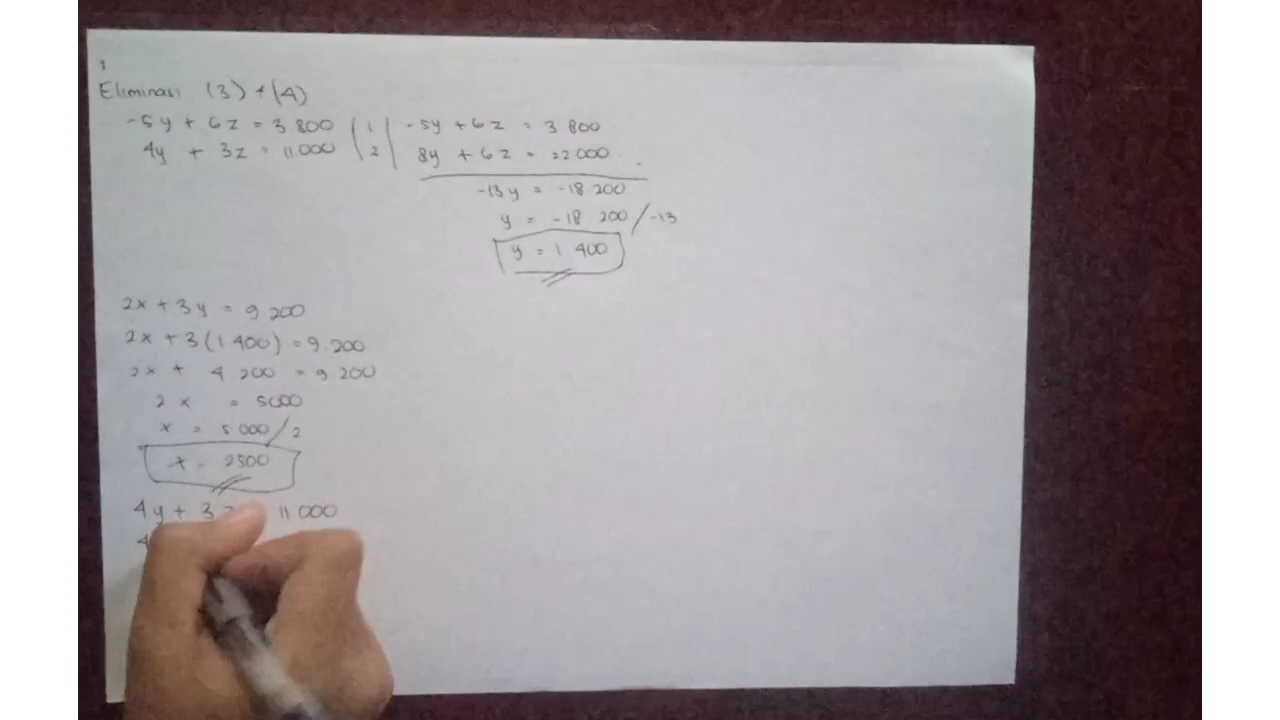 Eliminasi (3) + (4)
-5y + 6z = 3 800 | 1 | -5y + 6z = 3 800
4y + 3z = 11 000 | 2 | 8y + 6z = 22 000 -
-13y = -18 200
y = -18 200 / -13
y = 1 400
2x + 3y = 9 200
2x + 3(1 400) = 9 200
2x + 4 200 = 9 200
2x = 5000
x = 5 000/2
x = 2500
4y + 3z 11 000
4